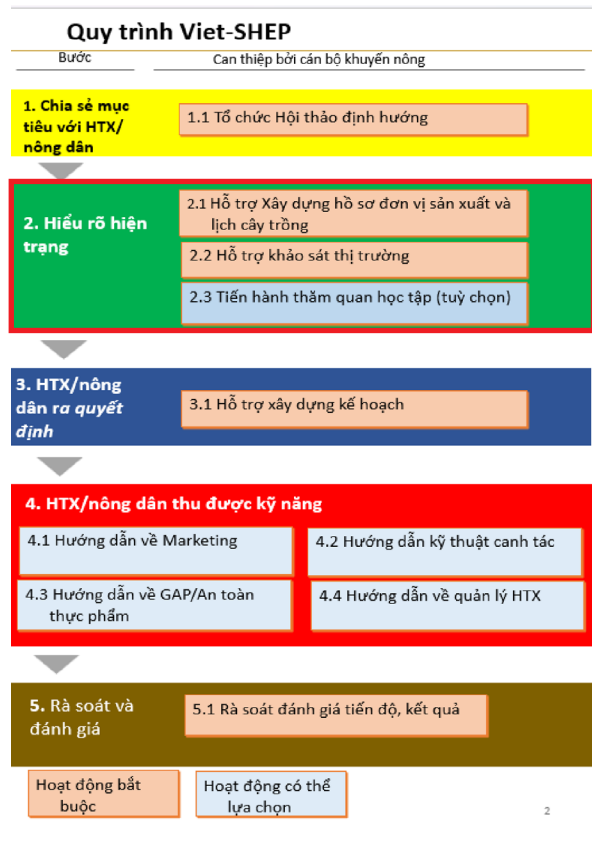 Quy trình Viet-SHEP
Bước
Can thiệp bởi cán bộ khuyến nông
1. Chia sẻ mục
tiêu với HTX/
nông dân
1.1 Tổ chức Hội thảo định hướng
2. Hiểu rõ hiện
trạng
2.1 Hỗ trợ Xây dựng hồ sơ đơn vị sản xuất và
lịch cây trồng
2.2 Hỗ trợ khảo sát thị trường
2.3 Tiến hành thăm quan học tập (tuỳ chọn)
3. HTX/nông
dân ra quyết
định
3.1 Hỗ trợ xây dựng kế hoạch
4. HTX/nông dân thu được kỹ năng
4.1 Hướng dẫn về Marketing
4.2 Hướng dẫn kỹ thuật canh tác
4.3 Hướng dẫn về GAP/An toàn
thực phẩm
4.4 Hướng dẫn về quản lý HTX
5. Rà soát và
đánh giá
5.1 Rà soát đánh giá tiến độ, kết quả
Hoạt động bắt
buộc
Hoạt động có thể
lựa chọn
2